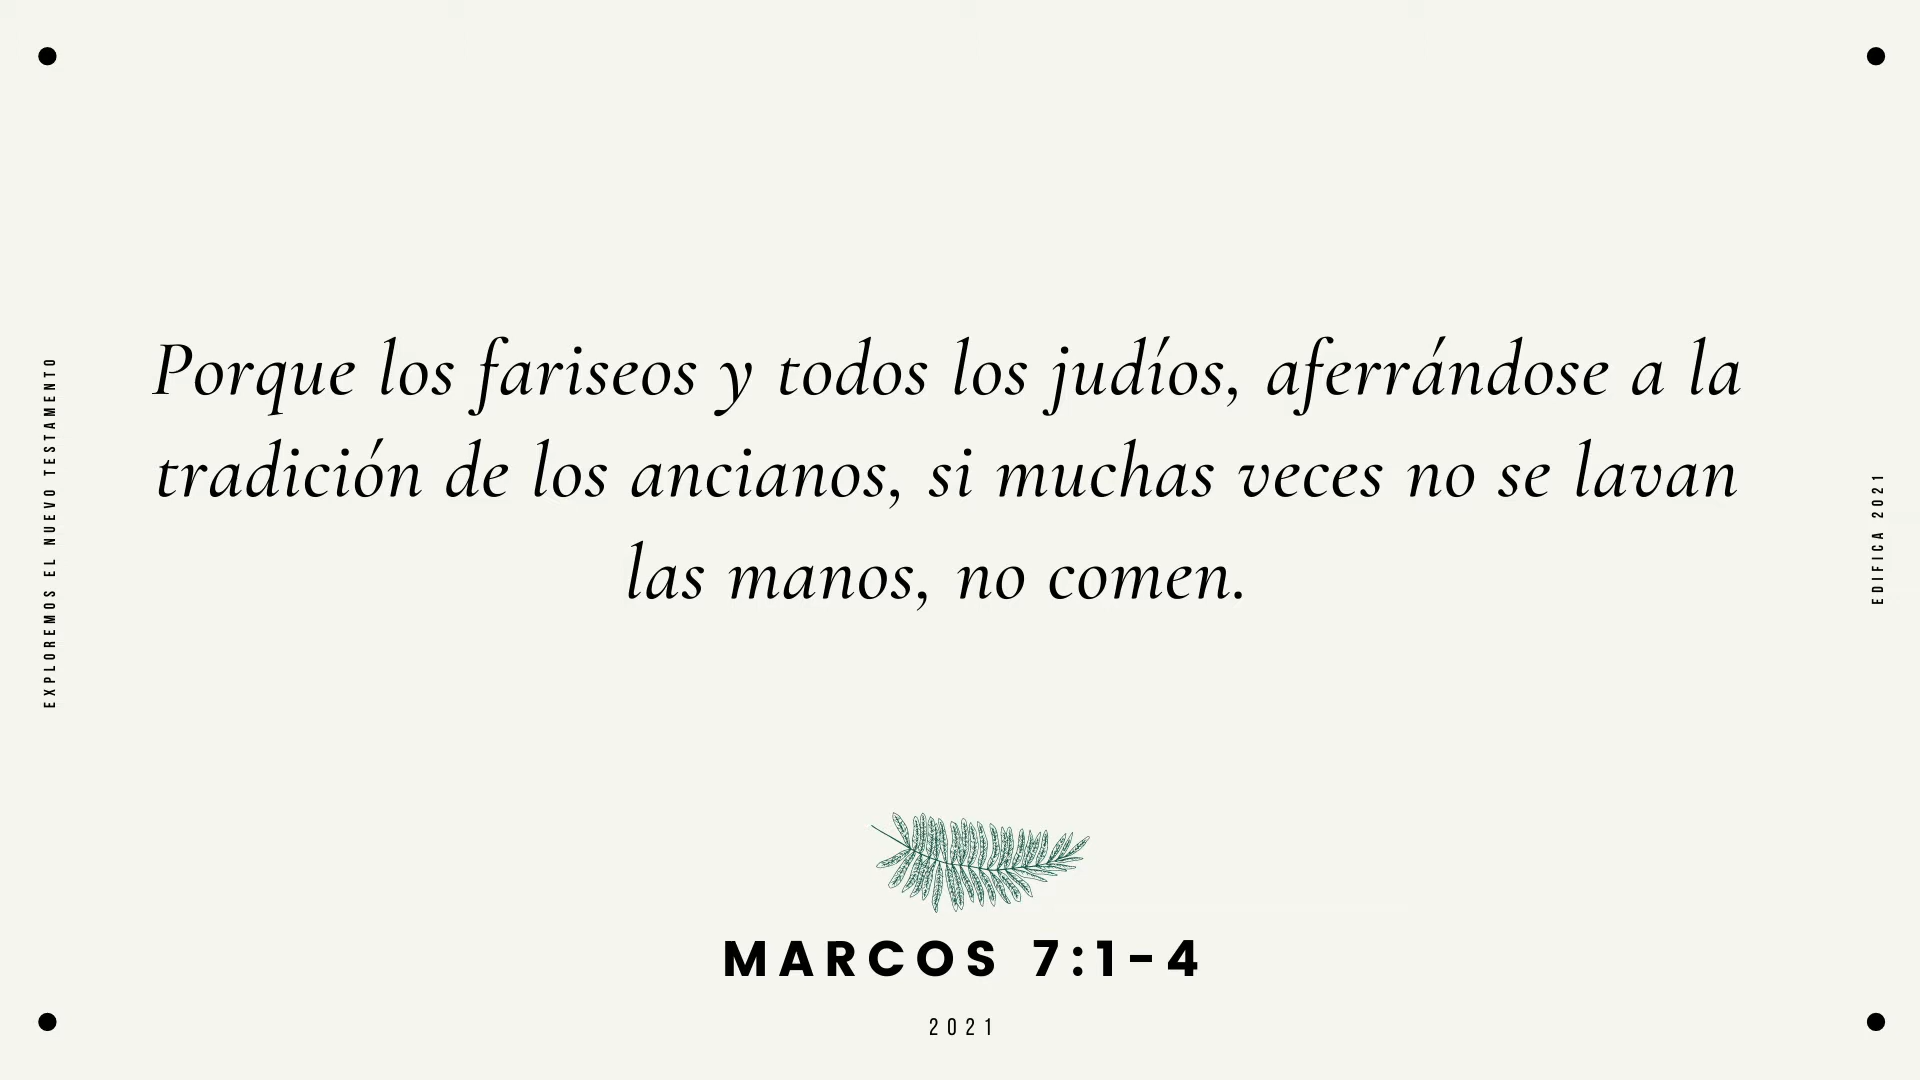 Porque los fariseos y todos los judíos, aferrándose a la
tradición de los ancianos, si muchas veces no se lavan
las manos, no comen.
EXPLOREMOS EL NUEVO TESTAMENTO
EDIFICA 2021
MARCOS 7:1-4
2021